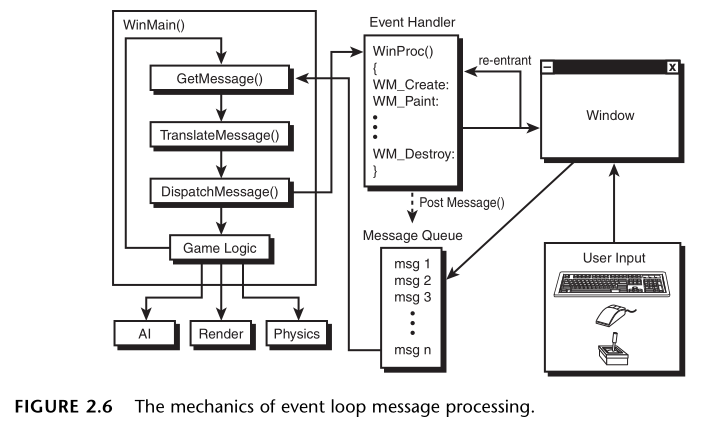 WinMain()
GetMessage()
TranslateMessage()
DispatchMessage()
Game Logic
AI
Render
Physics
Event Handler
WinProc()
{
WM_Create:
WM_Paint:
WM_Destroy:
}
re-entrant
Post Message()
Message Queue
msg 1
msg 2
msg 3
msg n
Window
User Input
FIGURE 2.6 The mechanics of event loop message processing.